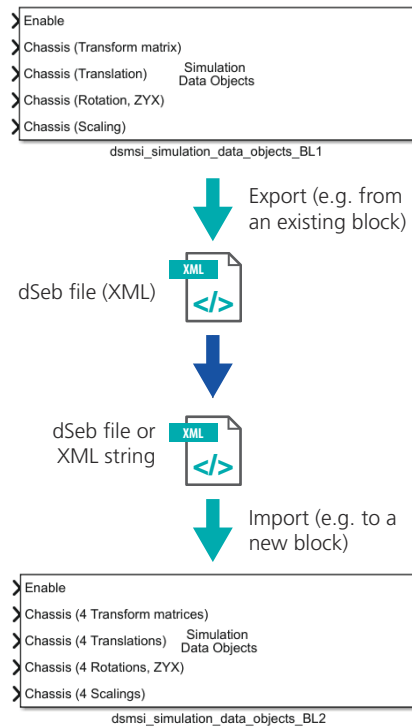 Enable
Chassis (Transform matrix)
Chassis (Translation)
Simulation
Data Objects
Chassis (Rotation, ZYX)
Chassis (Scaling)
dsmsi_simulation_data_objects_BL1
Export (e.g. from
an existing block)
dSeb file (XML)
XML
</>
dSeb file or
XML string
XML
</>
Import (e.g. to a
new block)
Enable
Chassis (4 Transform matrices)
Chassis (4 Translations)
Simulation
Data Objects
Chassis (4 Rotations, ZYX)
Chassis (4 Scalings)
dsmsi_simulation_data_objects_BL2